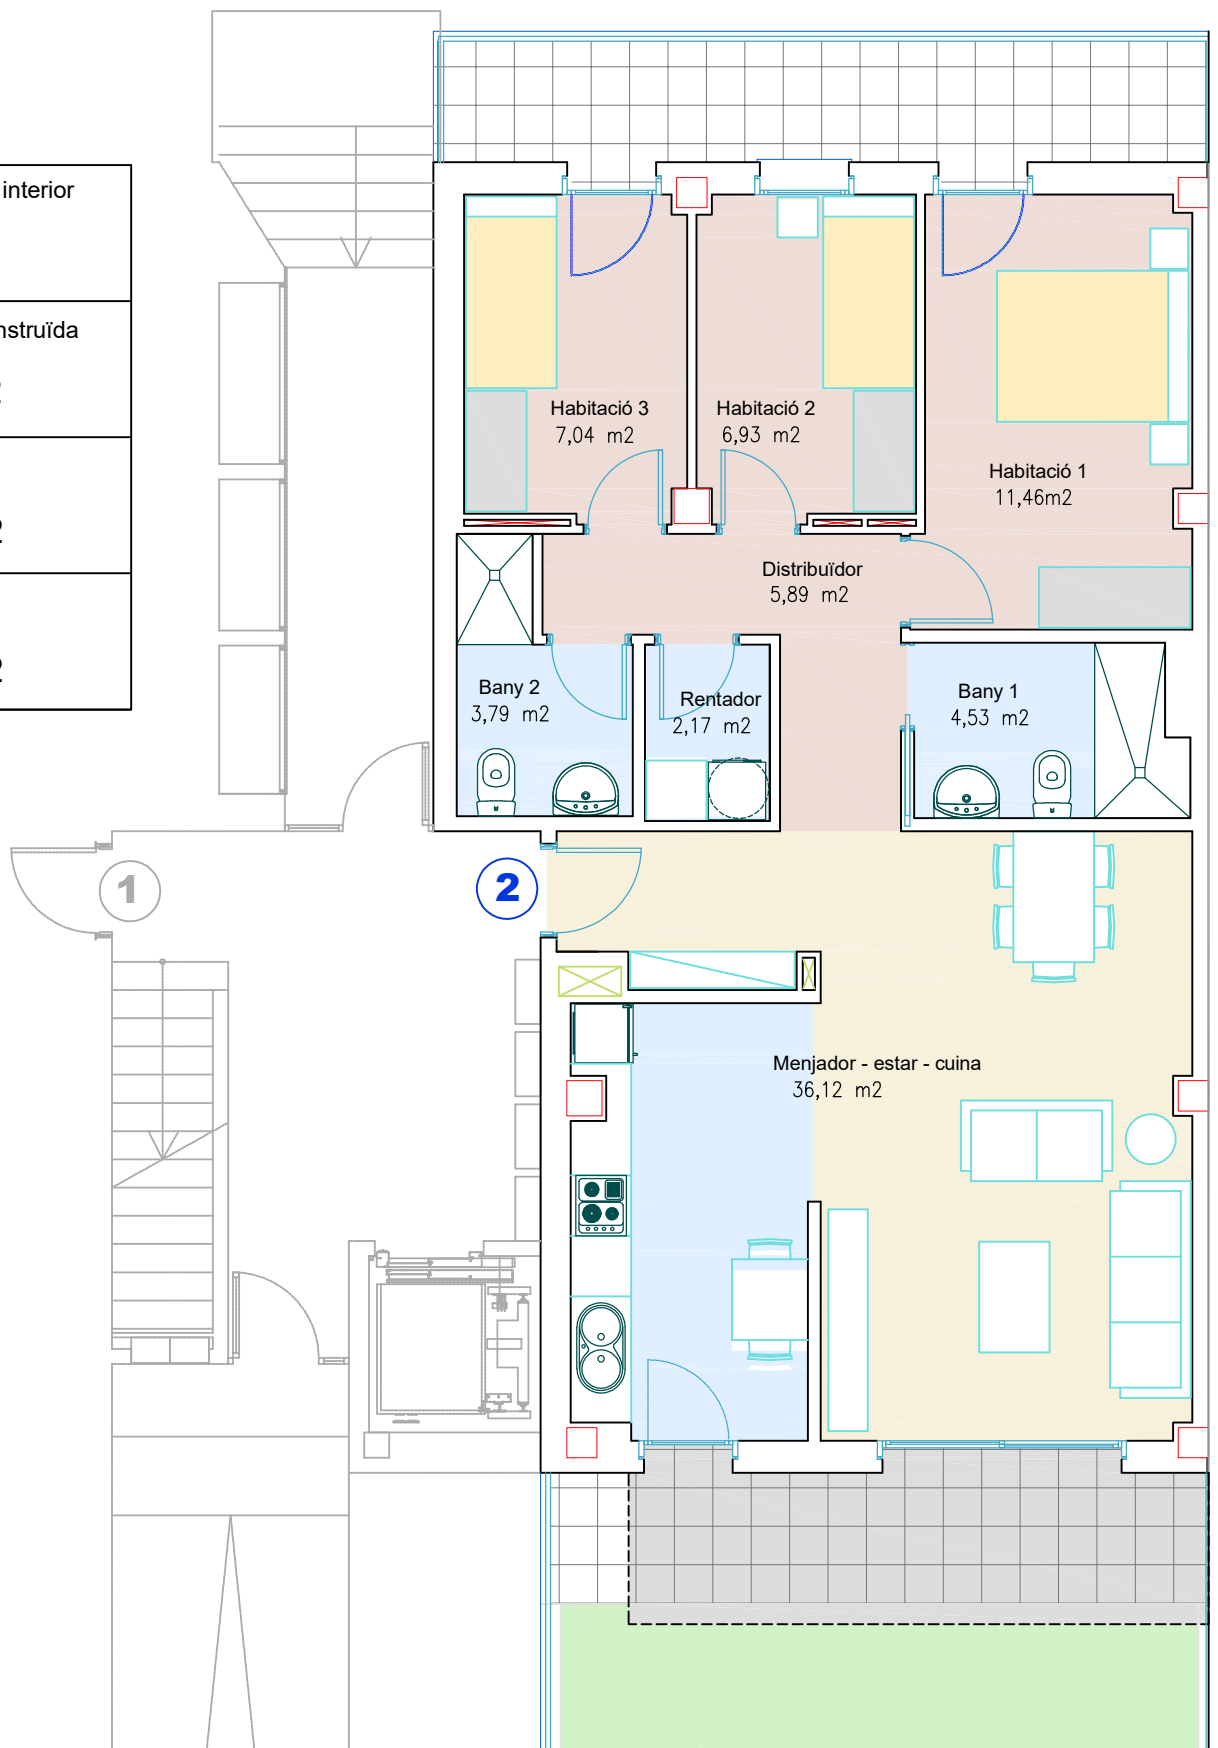 interior
Habitació 3
7,04 m2
Habitació 2
6,93 m2
Habitació 1
11,46m2
Distribuïdor
5,89 m2
Bany 2
3,79 m2
Rentador
2,17 m2
Bany 1
4,53 m2
1
2
Menjador - estar - cuina
36,12 m2